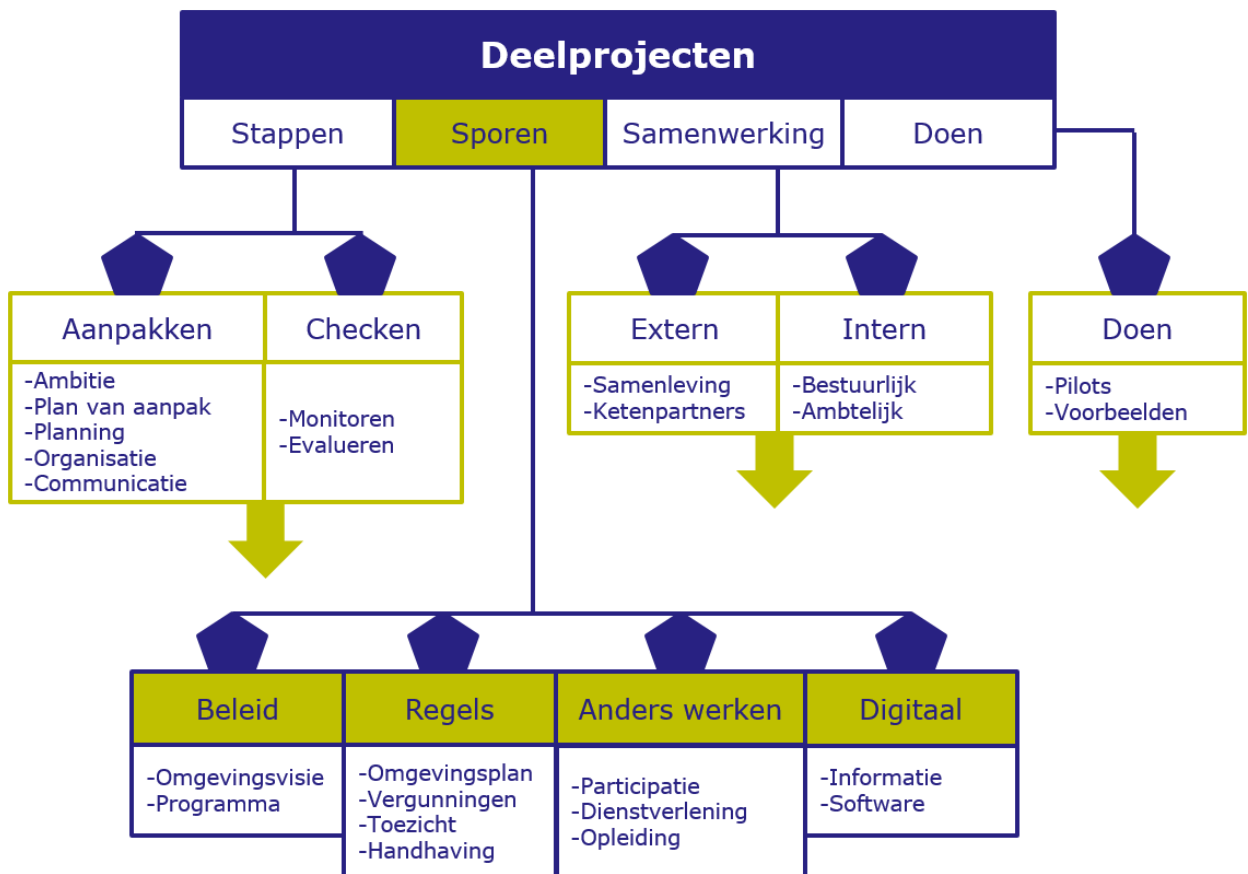 Deelprojecten
Stappen
Sporen
Samenwerking
Doen
Aanpakken
-Ambitie
-Plan van aanpak
-Planning
-Organisatie
-Communicatie
Checken
-Monitoren
-Evalueren
Extern
-Samenleving
-Ketenpartners
Intern
-Bestuurlijk
-Ambtelijk
Doen
-Pilots
-Voorbeelden
Beleid
-Omgevingsvisie
-Programma
Regels
-Omgevingsplan
-Vergunningen
-Toezicht
-Handhaving
Anders werken
-Participatie
-Dienstverlening
-Opleiding
Digitaal
-Informatie
-Software